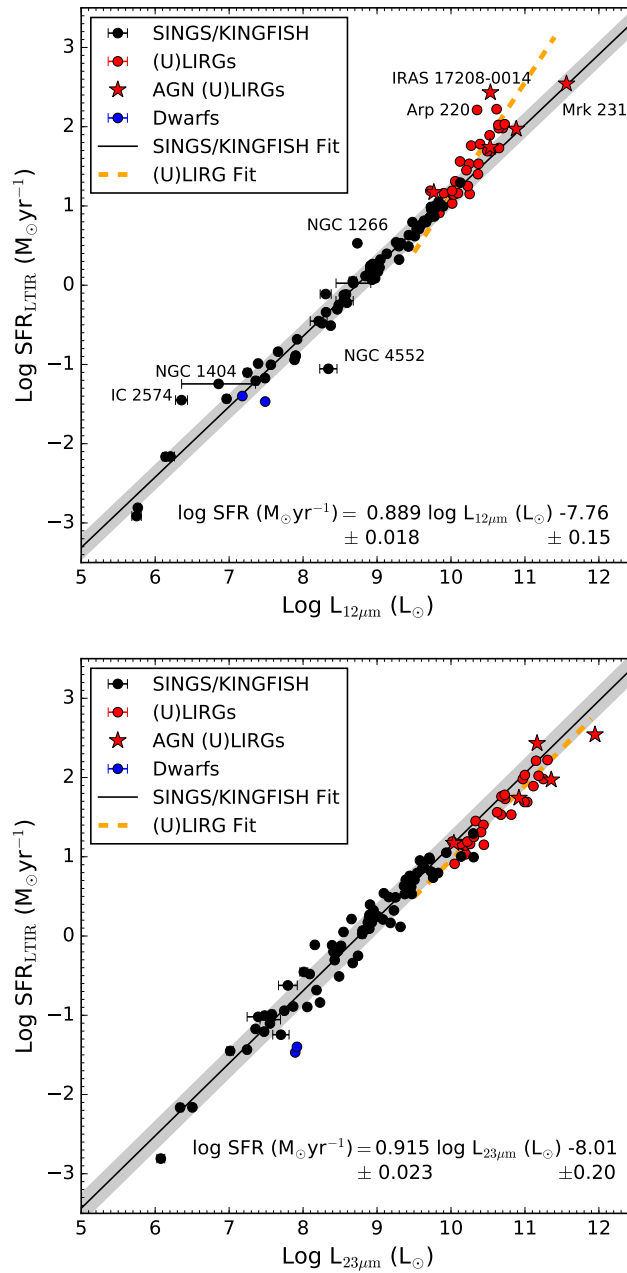 SINGS/KINGFISH
(U)LIRGs
AGN (U)LIRGs
Dwarfs
SINGS/KINGFISH Fit
(U)LIRG Fit
IRAS 17208-0014
Arp 220
Mrk 231
NGC 1266
NGC 4552
NGC 1404
IC 2574
log SFR (M⊙yr⁻¹) = 0.889 log L12μm (L⊙) -7.76
± 0.018 ± 0.15
3
2
1
0
−1
−2
−3
Log SFR_LTIR (M⊙yr⁻¹)
5 6 7 8 9 10 11 12
Log L12μm (L⊙)
SINGS/KINGFISH
(U)LIRGs
AGN (U)LIRGs
Dwarfs
SINGS/KINGFISH Fit
(U)LIRG Fit
log SFR (M⊙yr⁻¹) =0.915 log L23μm (L⊙) -8.01
± 0.023 ±0.20
3
2
1
0
−1
−2
−3
Log SFR_LTIR (M⊙yr⁻¹)
5 6 7 8 9 10 11 12
Log L23μm (L⊙)